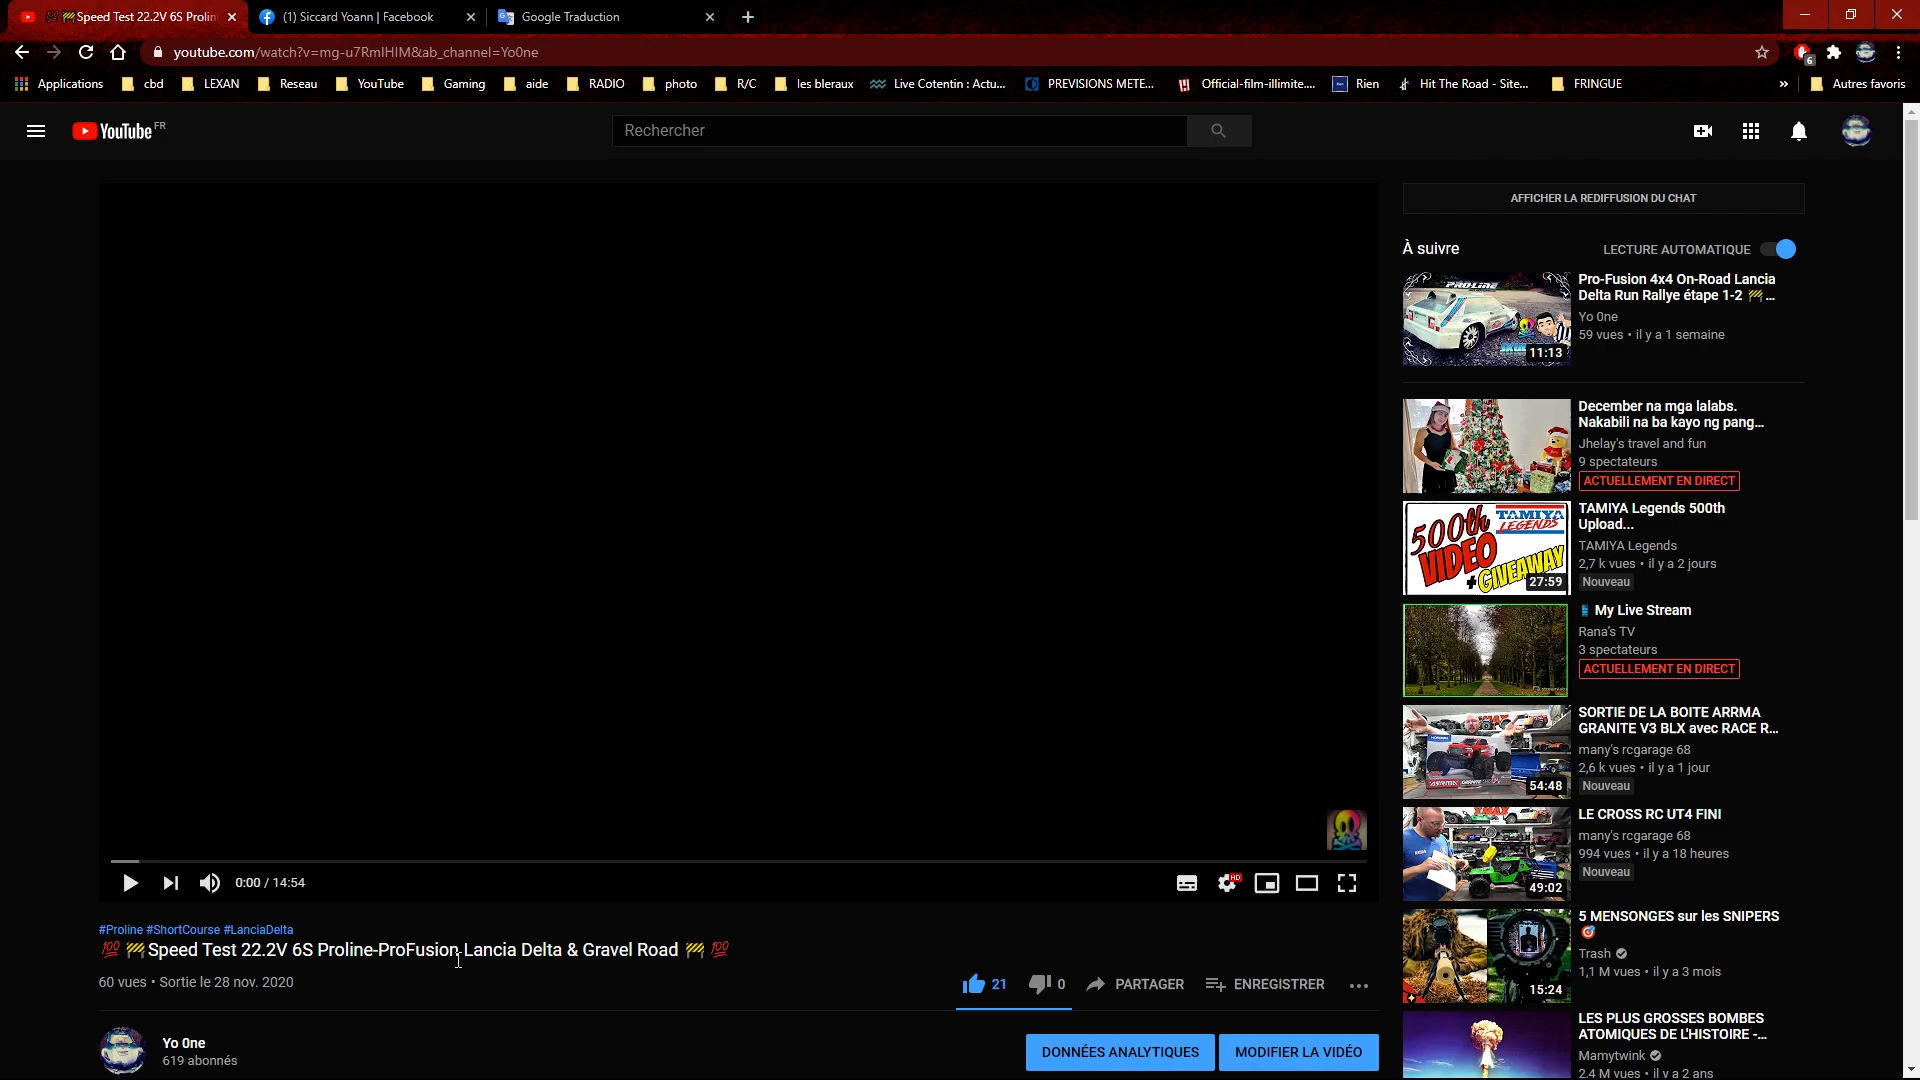 Speed Test 22.2V 6S Prolin
(1) Siccard Yoann | Facebook
Google Traduction
youtube.com/watch?v=mg-u7RmIHIM&ab_channel=Yo0ne
6
Applications
cbd
LEXAN
Reseau
YouTube
Gaming
aide
RADIO
photo
R/C
les bleraux
Live Cotentin : Actu...
PREVISIONS METE...
Official-film-illimite....
Rien
Hit The Road - Site...
FRINGUE
»
Autres favoris
YouTube FR
Rechercher
AFFICHER LA REDIFFUSION DU CHAT
À suivre
LECTURE AUTOMATIQUE
PRO-LINE
11:13
Pro-Fusion 4x4 On-Road Lancia
Delta Run Rallye étape 1-2 🚧 ...
Yo 0ne
59 vues • il y a 1 semaine
December na mga lalabs.
Nakabili na ba kayo ng pang...
Jhelay's travel and fun
9 spectateurs
ACTUELLEMENT EN DIRECT
500th
VIDEO
+GIVEAWAY
TAMIYA
LEGENDS
27:59
TAMIYA Legends 500th
Upload...
TAMIYA Legends
2,7 k vues • il y a 2 jours
Nouveau
My Live Stream
Rana's TV
3 spectateurs
ACTUELLEMENT EN DIRECT
54:48
SORTIE DE LA BOITE ARRMA
GRANITE V3 BLX avec RACE R...
many's rcgarage 68
2,6 k vues • il y a 1 jour
Nouveau
49:02
LE CROSS RC UT4 FINI
many's rcgarage 68
994 vues • il y a 18 heures
Nouveau
15:24
5 MENSONGES sur les SNIPERS
🎯
Trash
1,1 M vues • il y a 3 mois
LES PLUS GROSSES BOMBES
ATOMIQUES DE L'HISTOIRE -...
Mamytwink
2,4 M vues • il y a 2 ans
0:00 / 14:54
HD
#Proline #ShortCourse #LanciaDelta
💯 🚧Speed Test 22.2V 6S Proline-ProFusion-Lancia Delta & Gravel Road 🚧 💯
60 vues • Sortie le 28 nov. 2020
21
0
PARTAGER
ENREGISTRER
Yo 0ne
619 abonnés
DONNÉES ANALYTIQUES
MODIFIER LA VIDÉO